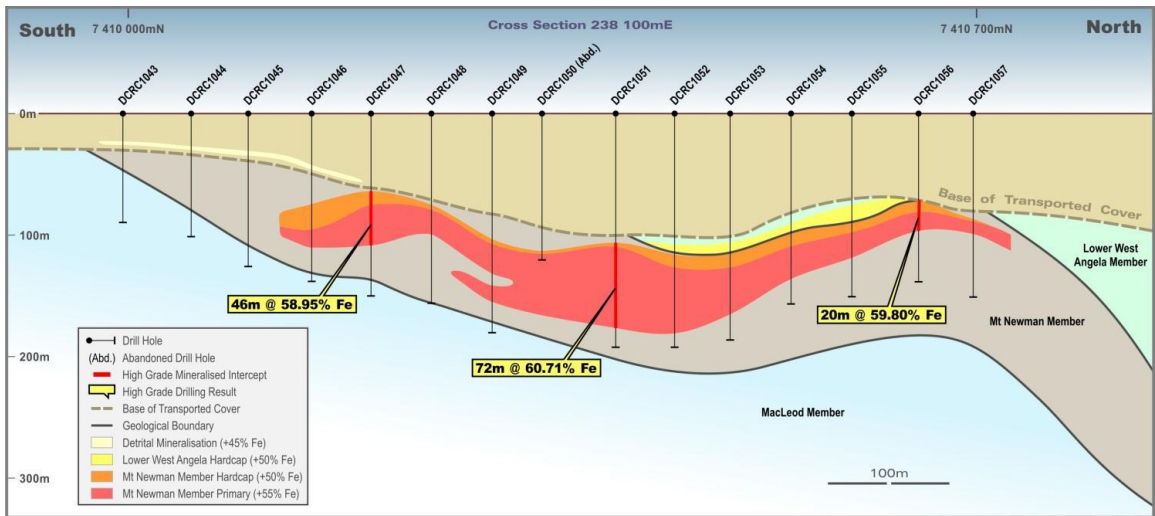 South
7 410 000mN
Cross Section 238 100mE
7 410 700mN
North
DCRC1043
DCRC1044
DCRC1045
DCRC1046
DCRC1047
DCRC1048
DCRC1049
DCRC1050 (Abd.)
DCRC1051
DCRC1052
DCRC1053
DCRC1054
DCRC1055
DCRC1056
DCRC1057
0m
100m
200m
300m
Base of Transported Cover
Lower West
Angela Member
Mt Newman Member
MacLeod Member
46m @ 58.95% Fe
72m @ 60.71% Fe
20m @ 59.80% Fe
Drill Hole
(Abd.) Abandoned Drill Hole
High Grade Mineralised Intercept
High Grade Drilling Result
Base of Transported Cover
Geological Boundary
Detrital Mineralisation (+45% Fe)
Lower West Angela Hardcap (+50% Fe)
Mt Newman Member Hardcap (+50% Fe)
Mt Newman Member Primary (+55% Fe)
100m